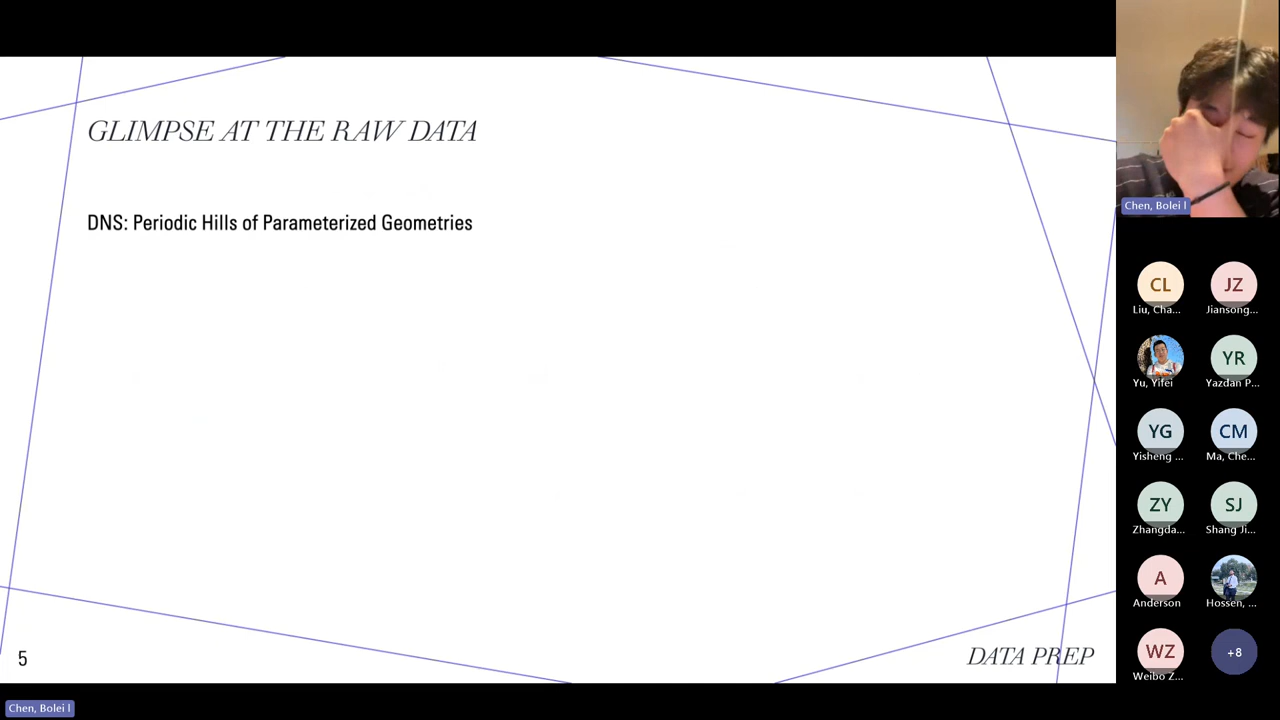 GLIMPSE AT THE RAW DATA
DNS: Periodic Hills of Parameterized Geometries
5
DATA PREP
Chen, Bolei l
Chen, Bolei l
CL
Liu, Cha...
JZ
Jiansong...
Yu, Yifei
YR
Yazdan P...
YG
Yisheng ...
CM
Ma, Che...
ZY
Zhangda...
SJ
Shang Ji...
A
Anderson
Hossen, ...
WZ
Weibo Z...
+8